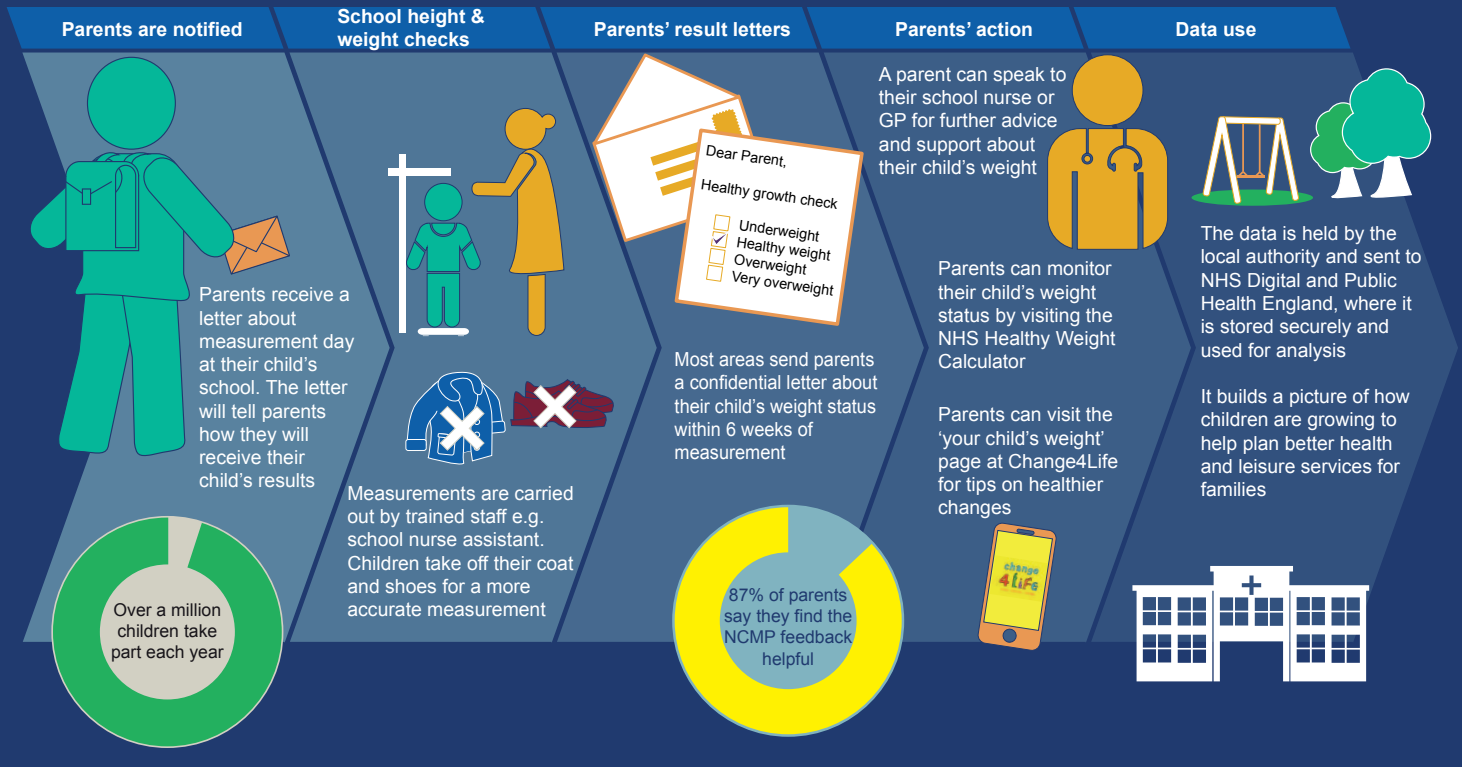 Parents are notified
School height &
weight checks
Parents’ result letters
Parents’ action
Data use
Parents receive a
letter about
measurement day
at their child’s
school. The letter
will tell parents
how they will
receive their
child’s results
Over a million
children take
part each year
Measurements are carried
out by trained staff e.g.
school nurse assistant.
Children take off their coat
and shoes for a more
accurate measurement
Dear Parent,
Healthy growth check
Underweight
Healthy weight
Overweight
Very overweight
Most areas send parents
a confidential letter about
their child’s weight status
within 6 weeks of
measurement
87% of parents
say they find the
NCMP feedback
helpful
A parent can speak to
their school nurse or
GP for further advice
and support about
their child’s weight
Parents can monitor
their child’s weight
status by visiting the
NHS Healthy Weight
Calculator
Parents can visit the
‘your child’s weight’
page at Change4Life
for tips on healthier
changes
change
4LiFe
The data is held by the
local authority and sent to
NHS Digital and Public
Health England, where it
is stored securely and
used for analysis
It builds a picture of how
children are growing to
help plan better health
and leisure services for
families